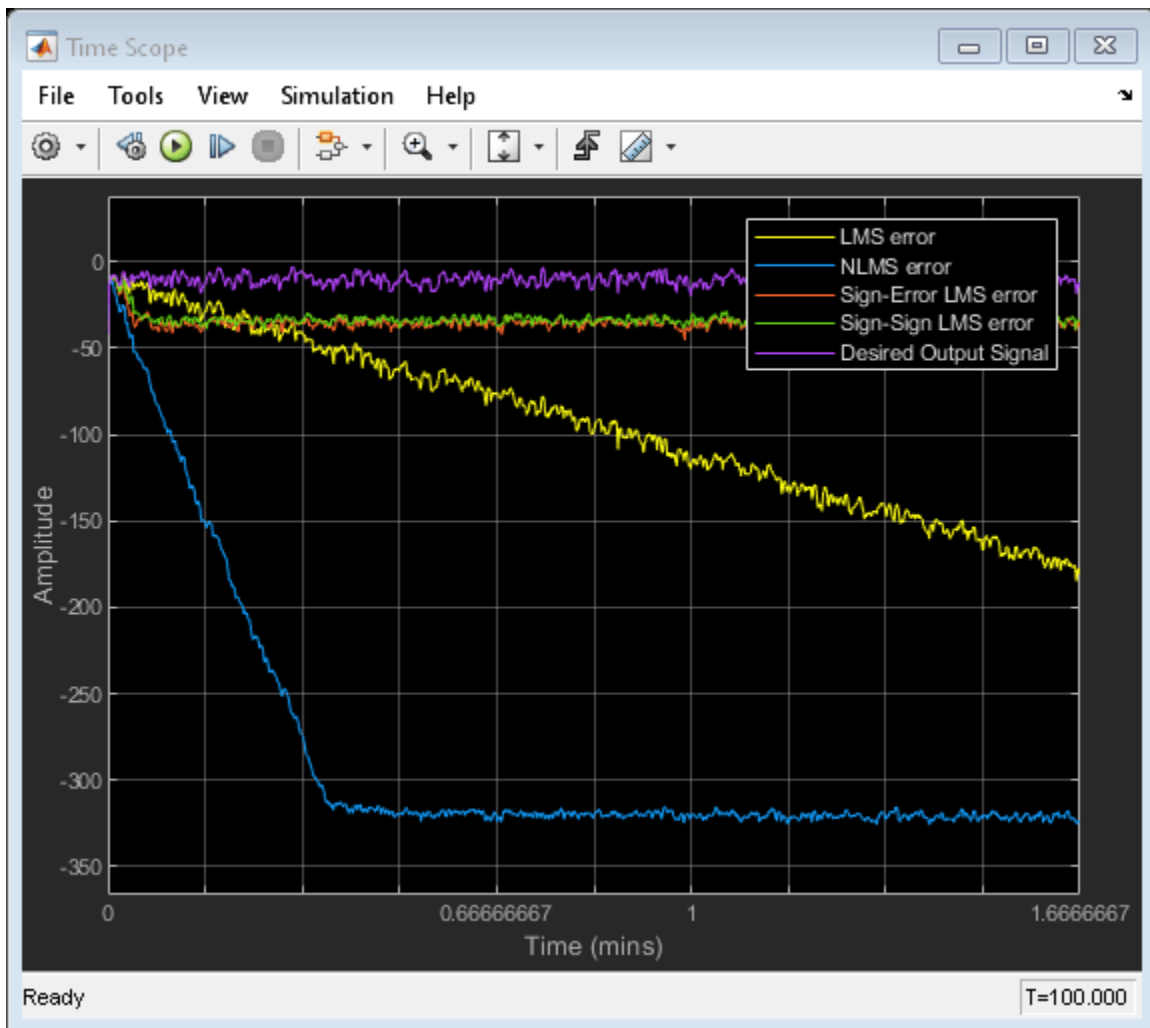 Time Scope
File Tools View Simulation Help
LMS error
NLMS error
Sign-Error LMS error
Sign-Sign LMS error
Desired Output Signal
0
-50
-100
-150
-200
-250
-300
-350
Amplitude
0 0.66666667 1 1.6666667
Time (mins)
Ready T=100.000